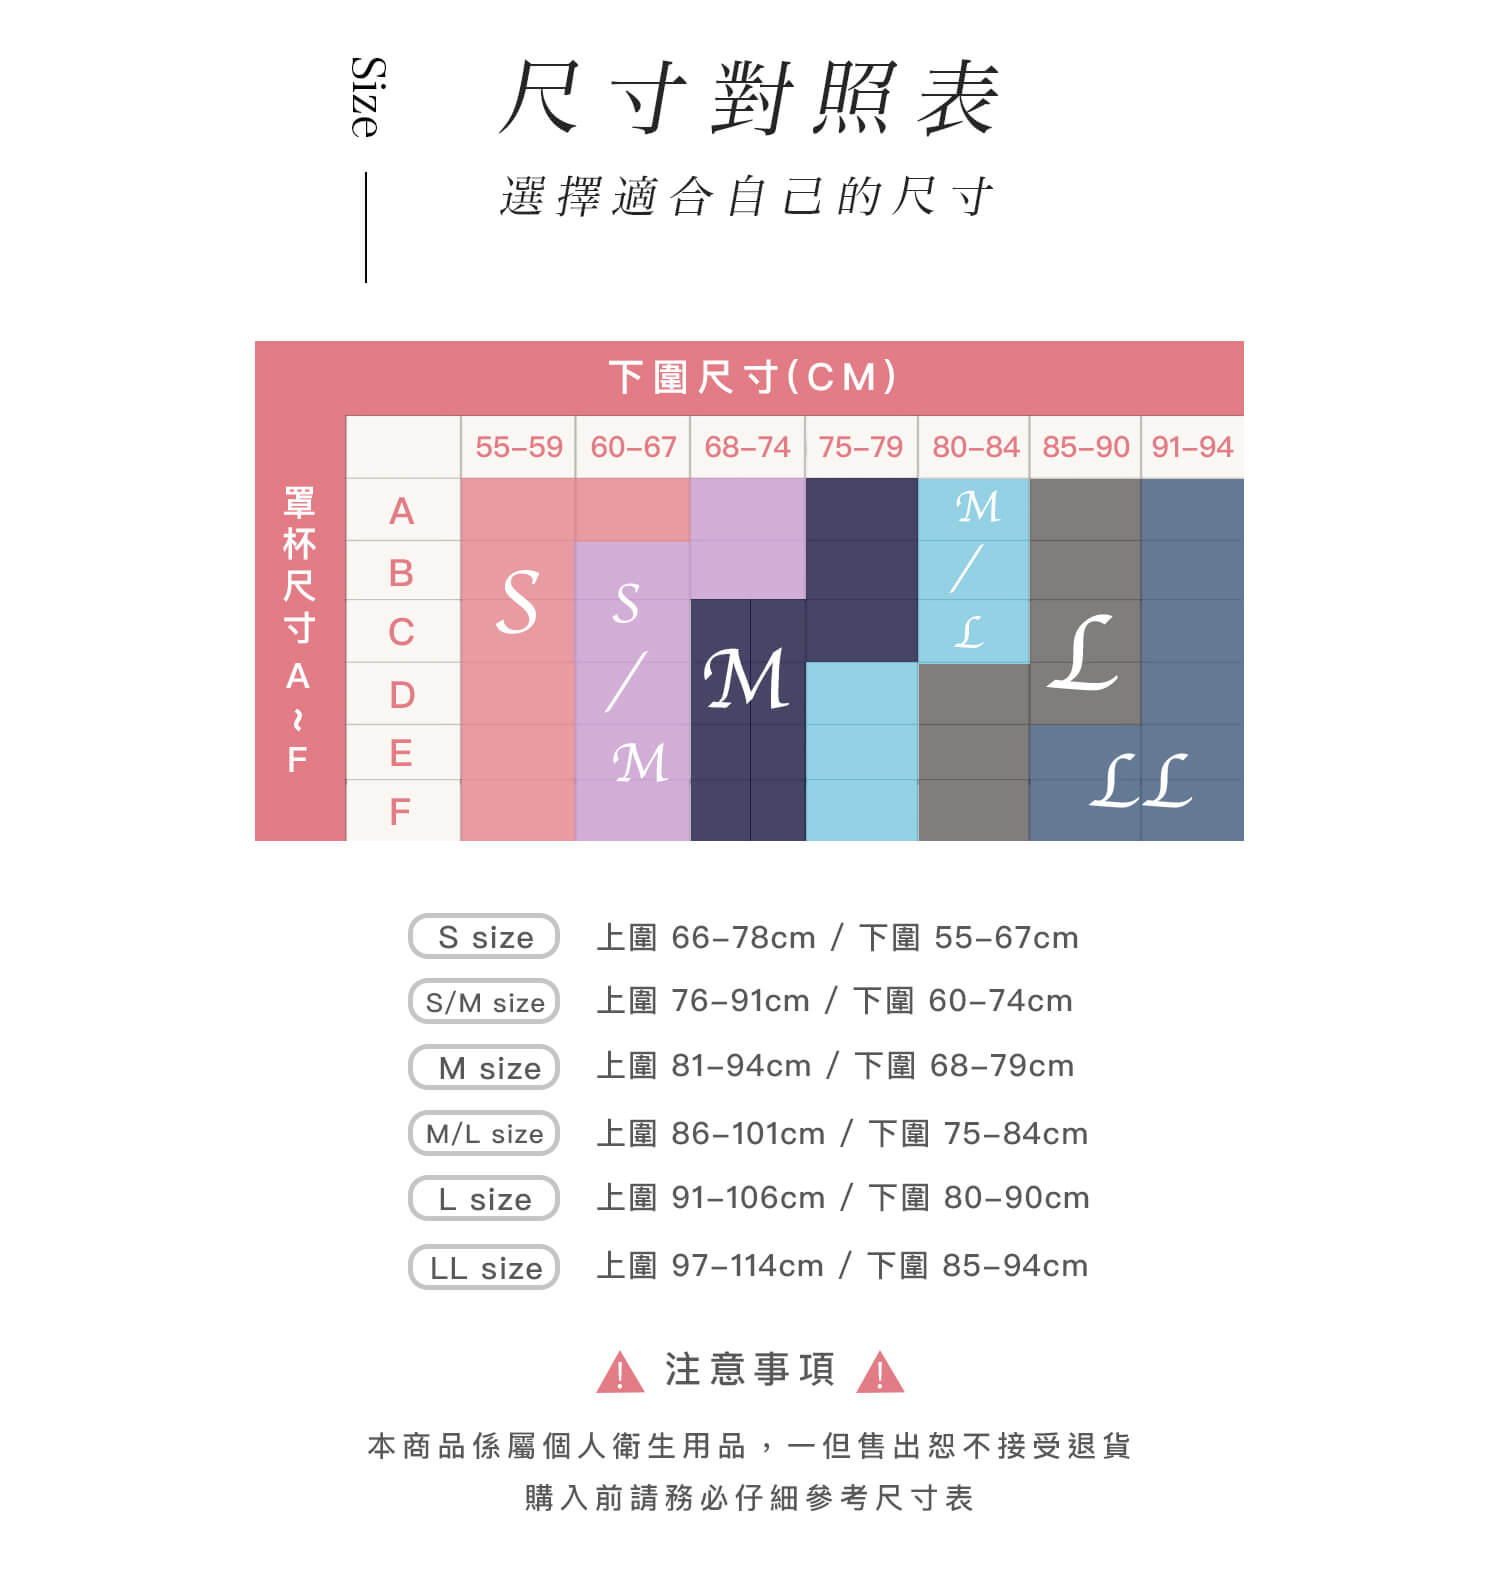 Size
尺寸對照表
選擇適合自己的尺寸
下圍尺寸(CM)
55–59 60–67 68–74 75–79 80–84 85–90 91–94
罩杯尺寸A~F
A
B
C
D
E
F
S
S/M
M
M/L
L
LL
S size 上圍 66–78cm / 下圍 55–67cm
S/M size 上圍 76–91cm / 下圍 60–74cm
M size 上圍 81–94cm / 下圍 68–79cm
M/L size 上圍 86–101cm / 下圍 75–84cm
L size 上圍 91–106cm / 下圍 80–90cm
LL size 上圍 97–114cm / 下圍 85–94cm
注意事項
本商品係屬個人衛生用品，一但售出恕不接受退貨
購入前請務必仔細參考尺寸表